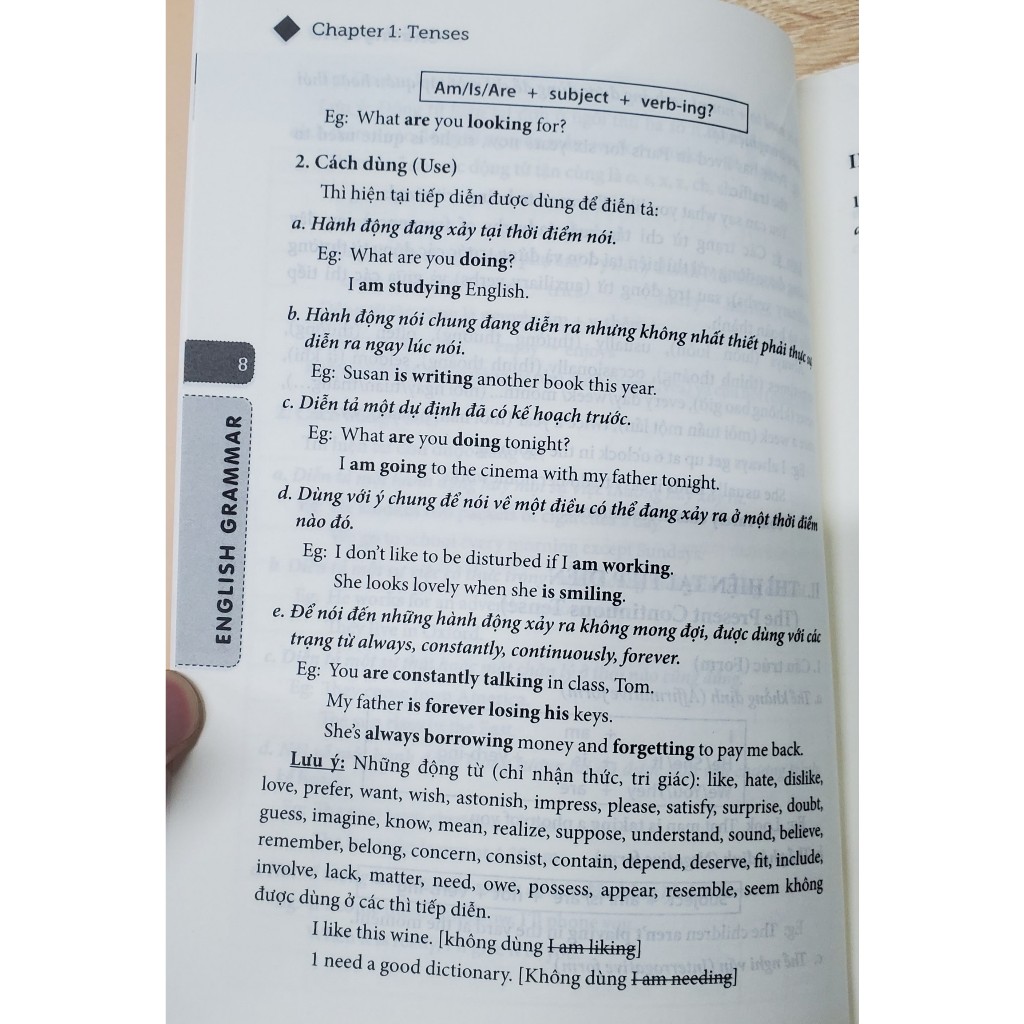 Chapter 1: Tenses
Am/Is/Are + subject + verb-ing?
Eg: What are you looking for?
2. Cách dùng (Use)
Thì hiện tại tiếp diễn được dùng để diễn tả:
a. Hành động đang xảy tại thời điểm nói.
Eg: What are you doing?
I am studying English.
b. Hành động nói chung đang diễn ra nhưng không nhất thiết phải thực sự
diễn ra ngay lúc nói.
8
Eg: Susan is writing another book this year.
c. Diễn tả một dự định đã có kế hoạch trước.
Eg: What are you doing tonight?
I am going to the cinema with my father tonight.
d. Dùng với ý chung để nói về một điều có thể đang xảy ra ở một thời điểm
nào đó.
ENGLISH GRAMMAR
Eg: I don't like to be disturbed if I am working.
She looks lovely when she is smiling.
e. Để nói đến những hành động xảy ra không mong đợi, được dùng với các
trạng từ always, constantly, continuously, forever.
Eg: You are constantly talking in class, Tom.
My father is forever losing his keys.
She's always borrowing money and forgetting to pay me back.
Lưu ý: Những động từ (chỉ nhận thức, tri giác): like, hate, dislike,
love, prefer, want, wish, astonish, impress, please, satisfy, surprise, doubt,
guess, imagine, know, mean, realize, suppose, understand, sound, believe,
remember, belong, concern, consist, contain, depend, deserve, fit, include,
involve, lack, matter, need, owe, possess, appear, resemble, seem không
được dùng ở các thì tiếp diễn.
I like this wine. [không dùng I am liking]
I need a good dictionary. [Không dùng I am needing]